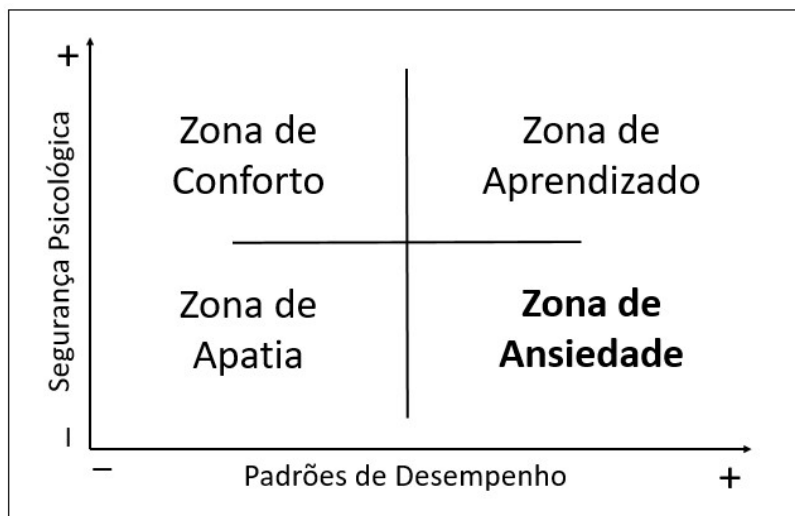 +
Segurança Psicológica
–
Zona de
Conforto
Zona de
Aprendizado
Zona de
Apatia
Zona de
Ansiedade
–
Padrões de Desempenho
+